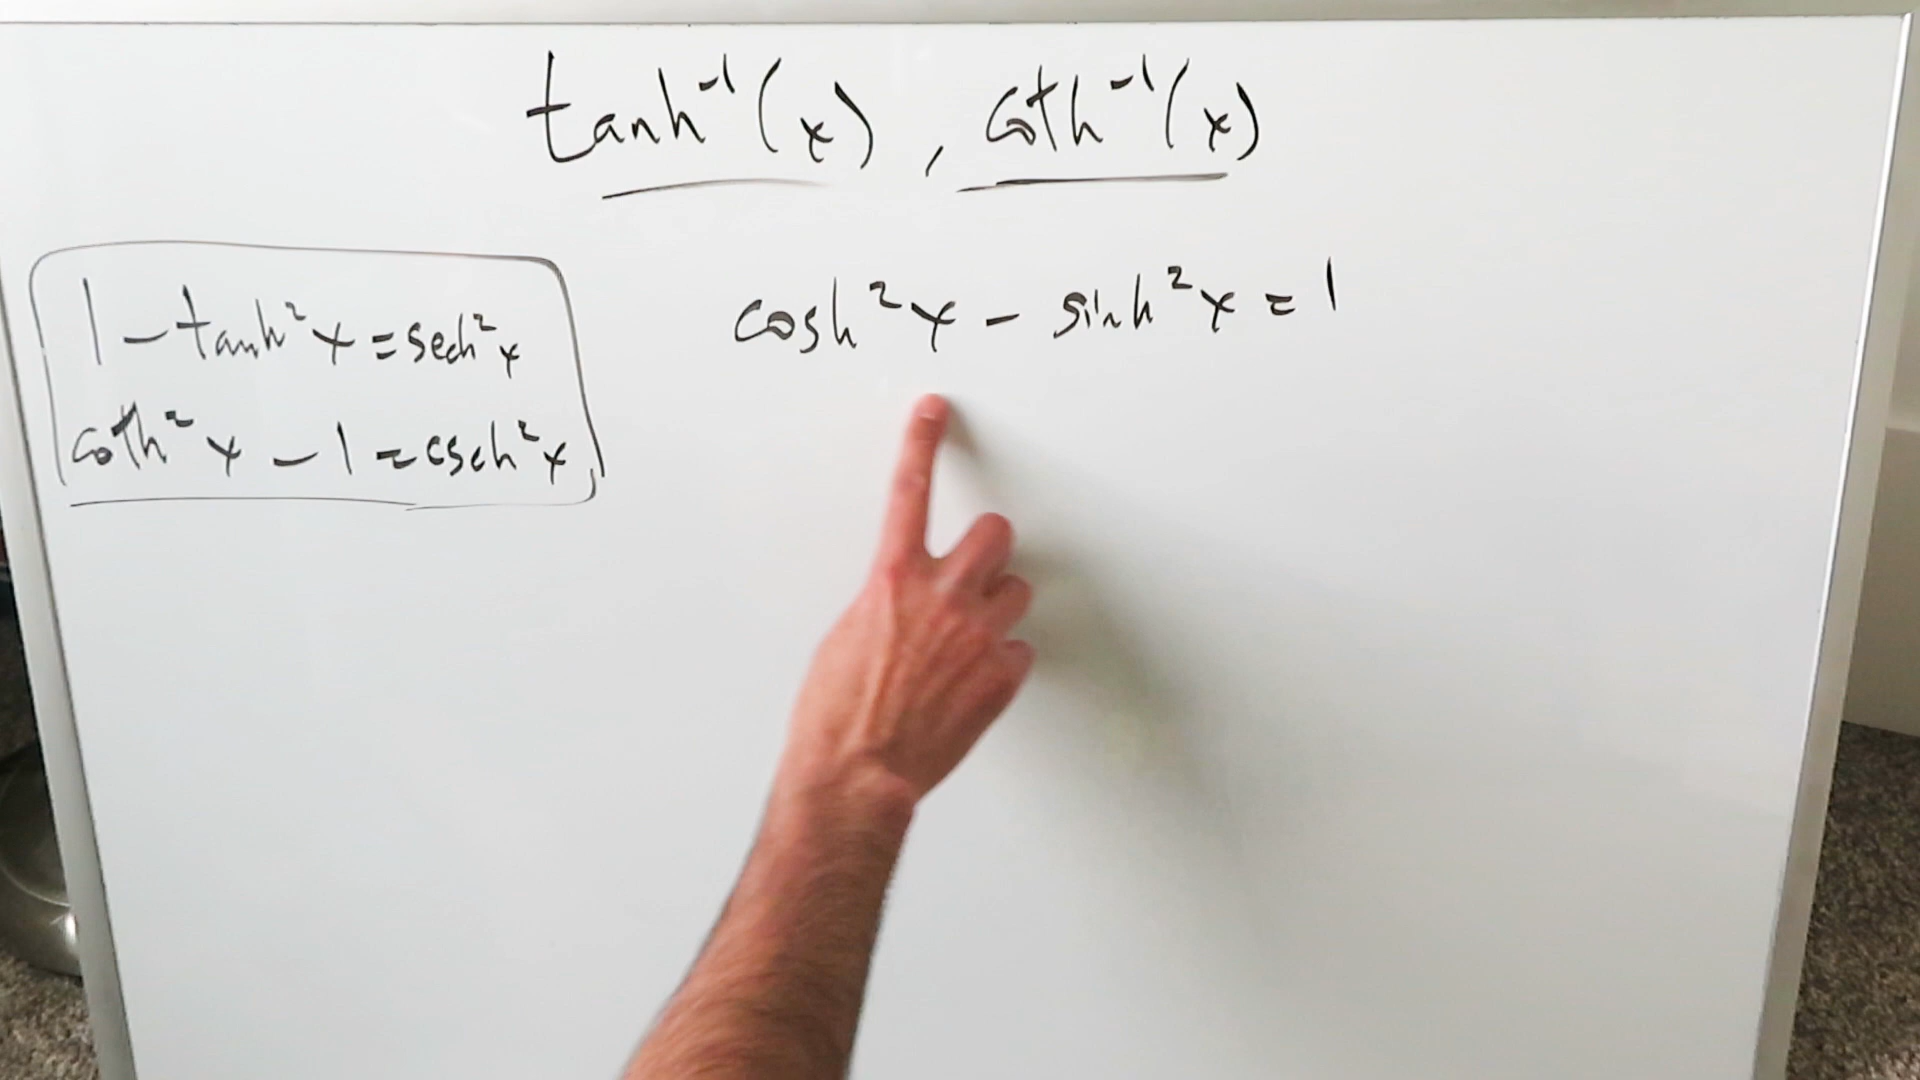 tanh⁻¹(x), coth⁻¹(x)
cosh²x - sinh²x = 1
1 - tanh²x = sech²x
coth²x - 1 = csch²x